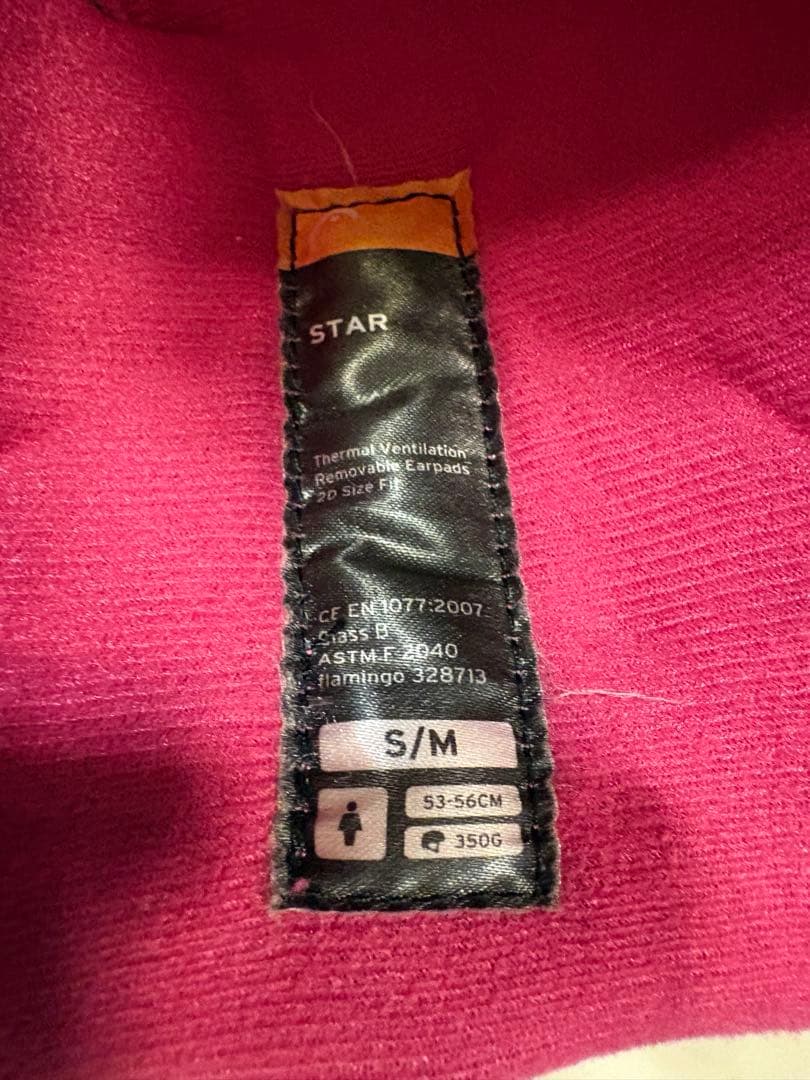 STAR
Thermal Ventilation
Removable Earpads
2D Size Fit
CE EN 1077:2007
Class B
ASTM F 2040
flamingo 328713
S/M
53-56CM
350G